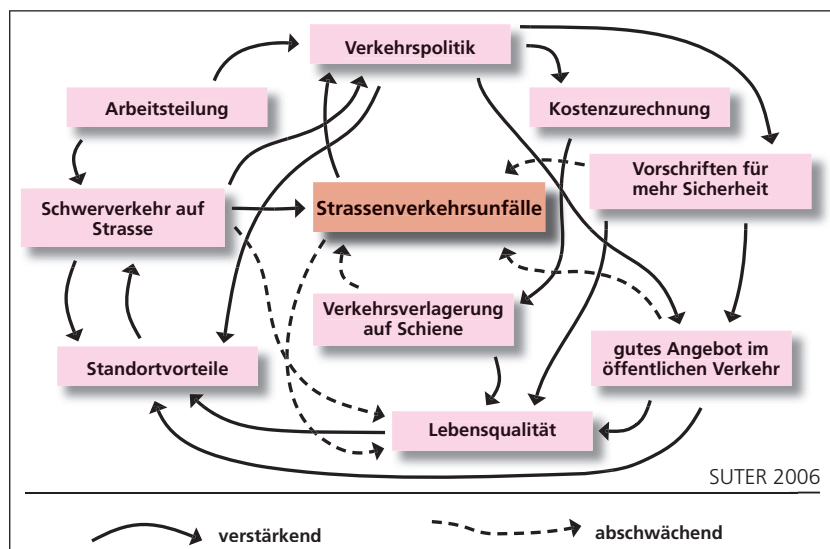 Verkehrspolitik
Arbeitsteilung
Kostenzurechnung
Vorschriften für
mehr Sicherheit
Schwerverkehr auf
Strasse
Strassenverkehrsunfälle
Verkehrsverlagerung
auf Schiene
gutes Angebot im
öffentlichen Verkehr
Standortvorteile
Lebensqualität
SUTER 2006
verstärkend
abschwächend